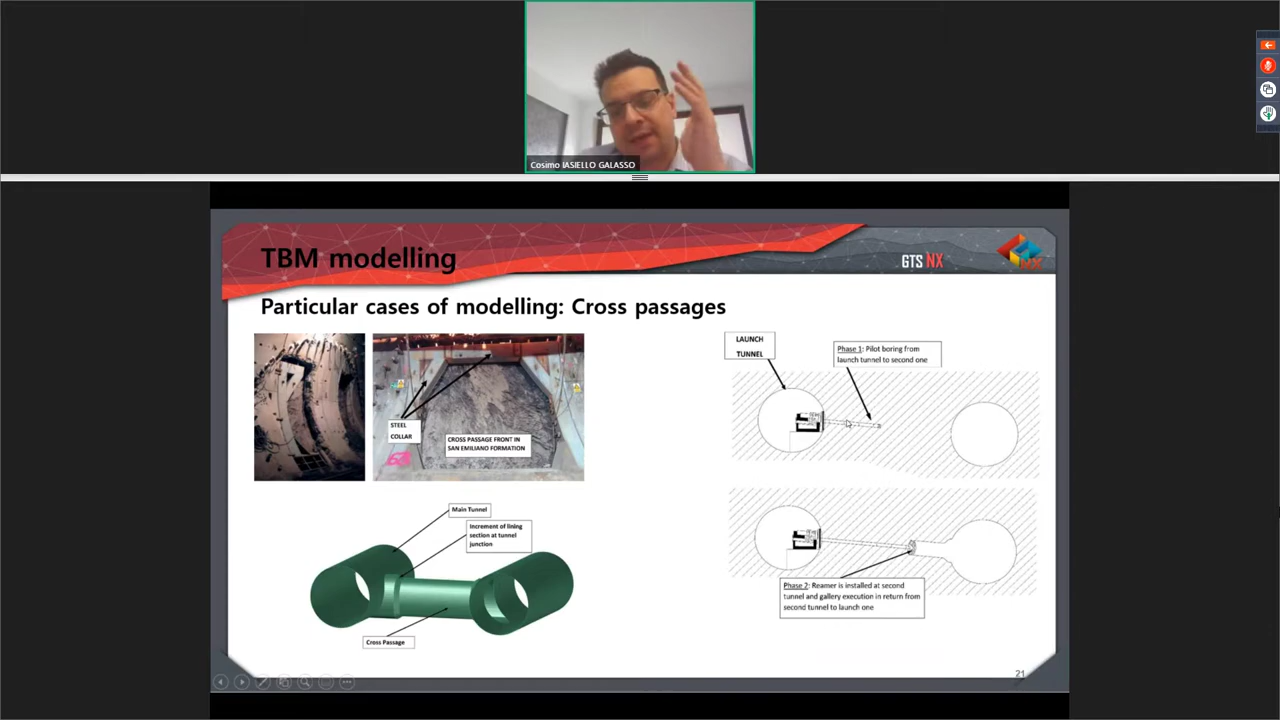 Cosimo IASIELLO GALASSO
TBM modelling
GTS NX
NX
Particular cases of modelling: Cross passages
STEEL
COLLAR
CROSS PASSAGE FRONT IN
SAN EMILIANO FORMATION
LAUNCH
TUNNEL
Phase 1: Pilot boring from
launch tunnel to second one
Main Tunnel
Increment of lining
section at tunnel
junction
Cross Passage
Phase 2: Reamer is installed at second
tunnel and gallery execution in return from
second tunnel to launch one
21